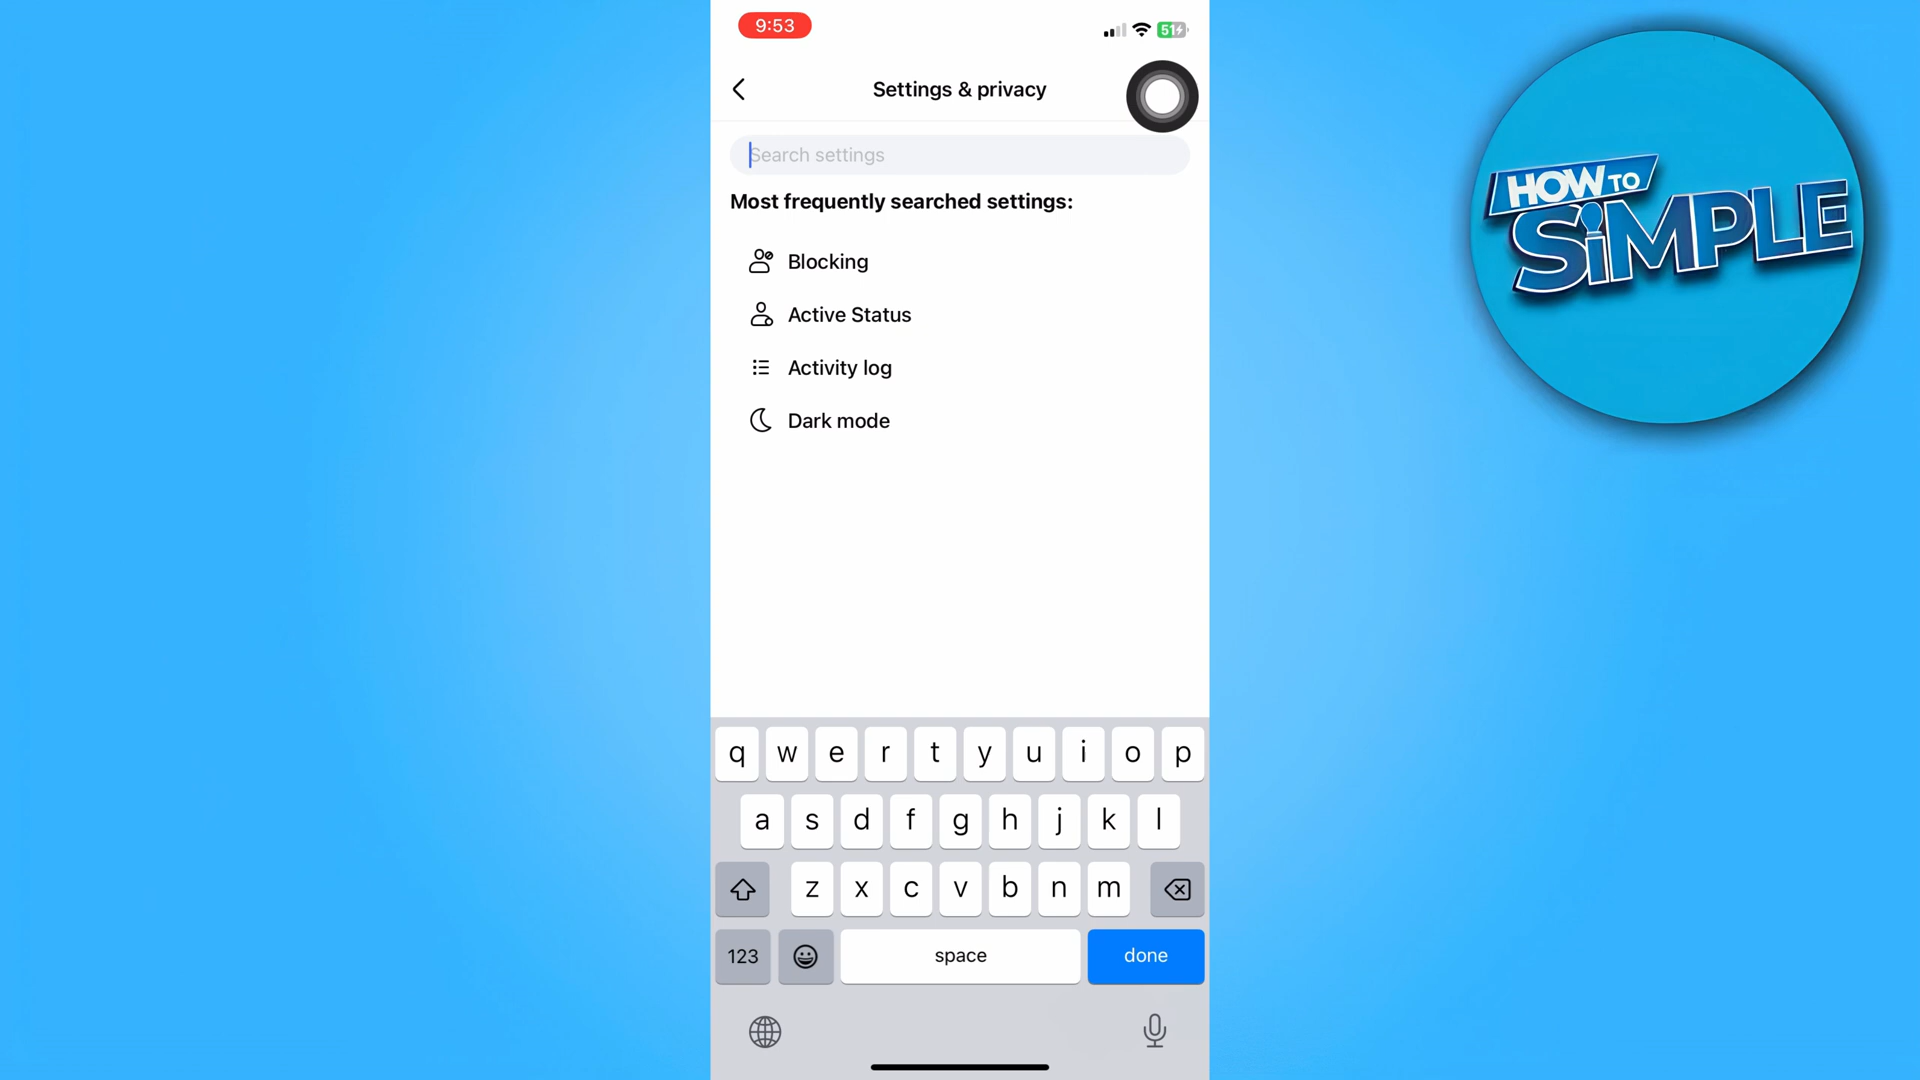 9:53
51
Settings & privacy
Search settings
Most frequently searched settings:
Blocking
Active Status
Activity log
Dark mode
q w e r t y u i o p
a s d f g h j k l
z x c v b n m
123 space done
HOW TO
SiMPLE